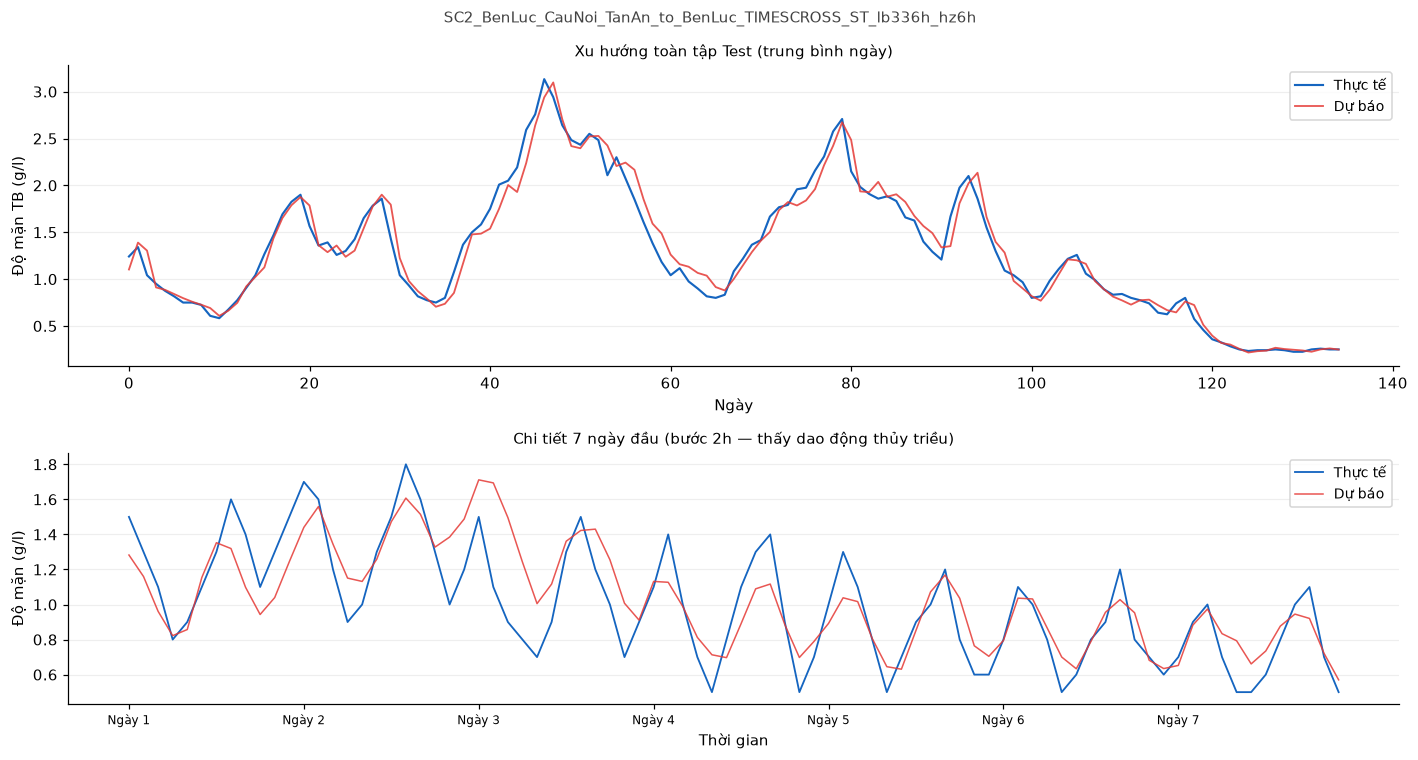 SC2_BenLuc_CauNoi_TanAn_to_BenLuc_TIMESCROSS_ST_lb336h_hz6h
Xu hướng toàn tập Test (trung bình ngày)
Độ mặn TB (g/l)
3.0
2.5
2.0
1.5
1.0
0.5
Thực tế
Dự báo
0 20 40 60 80 100 120 140
Ngày
Chi tiết 7 ngày đầu (bước 2h — thấy dao động thủy triều)
Độ mặn (g/l)
1.8
1.6
1.4
1.2
1.0
0.8
0.6
Thực tế
Dự báo
Ngày 1 Ngày 2 Ngày 3 Ngày 4 Ngày 5 Ngày 6 Ngày 7
Thời gian